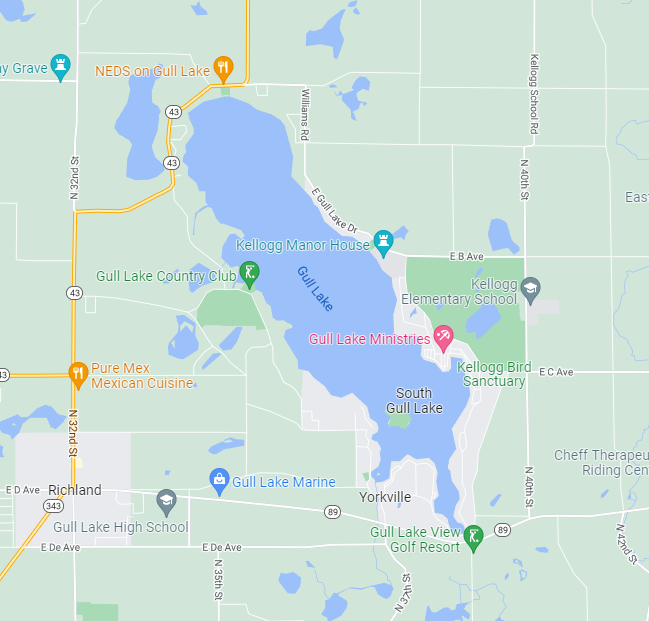 ay Grave
NEDS on Gull Lake
43
Williams Rd
Kellogg School Rd
43
N 32nd St
N 40th St
East
E Gull Lake Dr
Kellogg Manor House
E B Ave
Gull Lake Country Club
Gull Lake
Kellogg
Elementary School
43
Gull Lake Ministries
43
Pure Mex
Mexican Cuisine
Kellogg Bird
Sanctuary
E C Ave
South
Gull Lake
N 32nd St
Cheff Therapeu
Riding Cen
E D Ave
Richland
Gull Lake Marine
N 40th St
Yorkville
343
Gull Lake High School
89
Gull Lake View
Golf Resort
89
E De Ave
E De Ave
N 42nd St
N 35th St
N 37th St